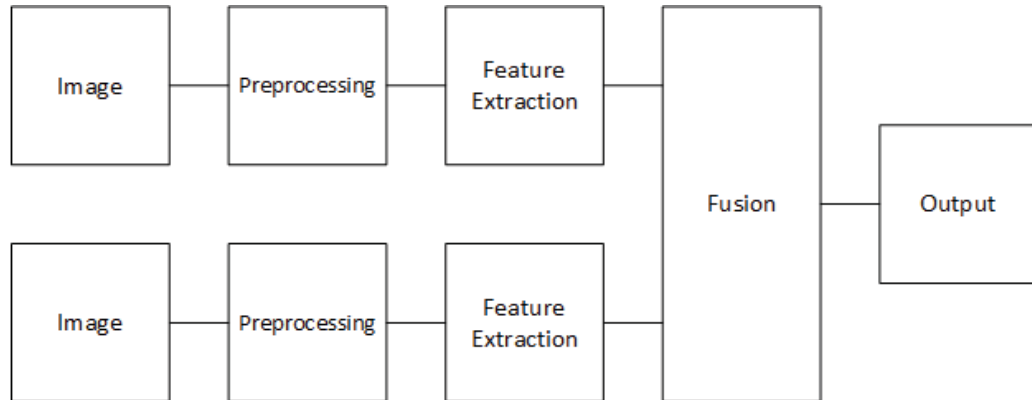 Image
Preprocessing
Feature
Extraction
Fusion
Output
Image
Preprocessing
Feature
Extraction